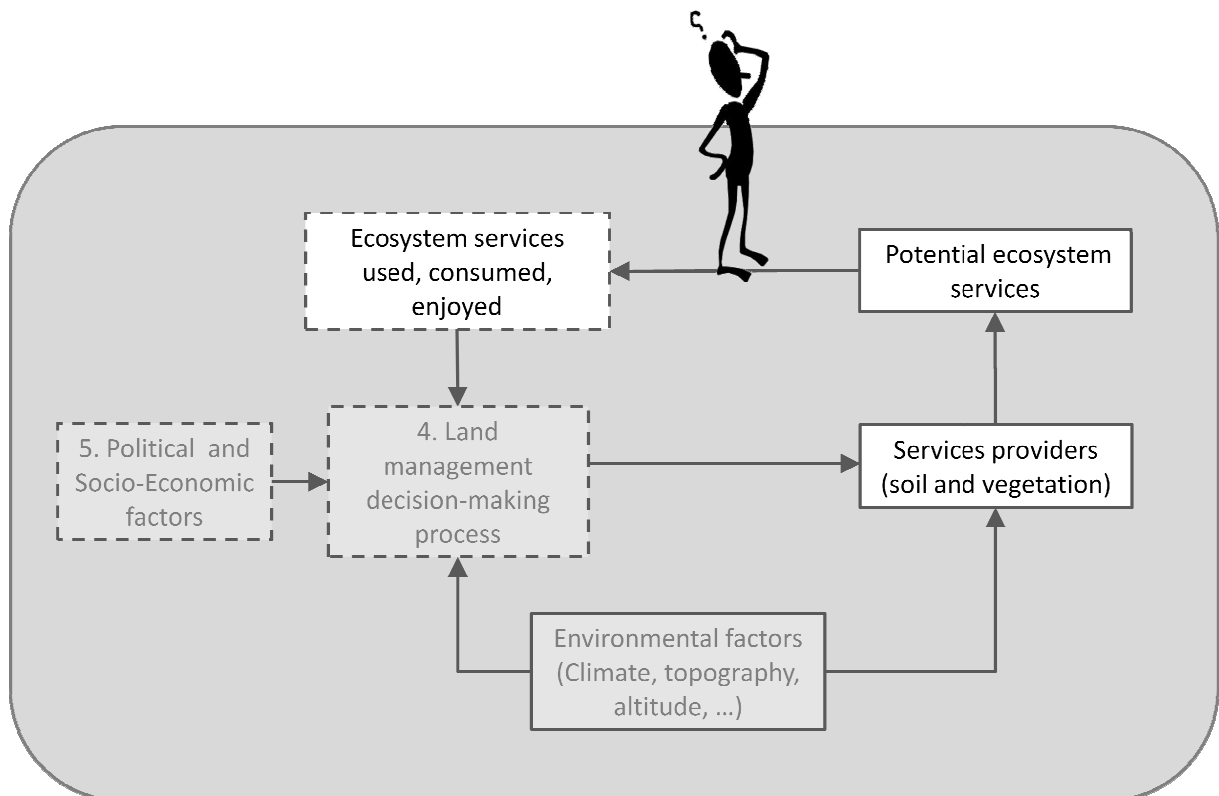 ?
Ecosystem services
used, consumed,
enjoyed
Potential ecosystem
services
5. Political and
Socio-Economic
factors
4. Land
management
decision-making
process
Services providers
(soil and vegetation)
Environmental factors
(Climate, topography,
altitude, …)